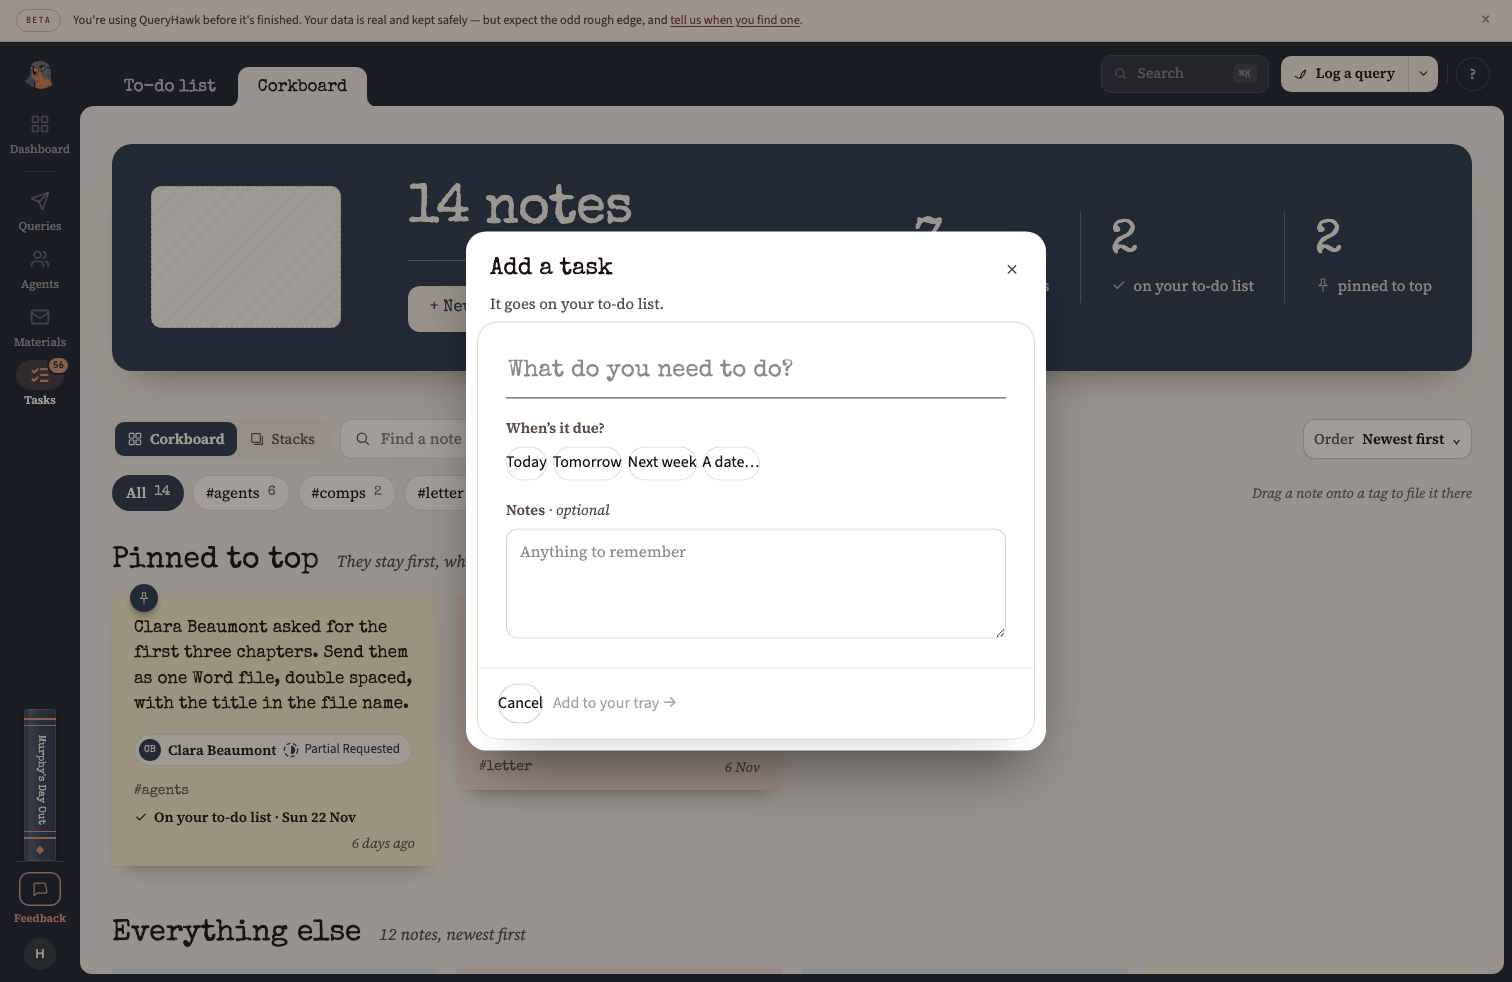 BETA
You're using QueryHawk before it's finished. Your data is real and kept safely — but expect the odd rough edge, and tell us when you find one.
×
To-do list
Corkboard
Search
⌘K
Log a query
?
Dashboard
Queries
Agents
Materials
56
Tasks
Murphy's Day Out
Feedback
H
14 notes
+ New
7
2
on your to-do list
2
pinned to top
Corkboard
Stacks
Find a note
Order Newest first
All 14
#agents 6
#comps 2
#letter
Drag a note onto a tag to file it there
Pinned to top
They stay first,
Clara Beaumont asked for the
first three chapters. Send them
as one Word file, double spaced,
with the title in the file name.
CB
Clara Beaumont
Partial Requested
#agents
On your to-do list · Sun 22 Nov
6 days ago
#letter
6 Nov
Everything else
12 notes, newest first
Add a task
×
It goes on your to-do list.
What do you need to do?
When's it due?
Today
Tomorrow
Next week
A date...
Notes · optional
Anything to remember
Cancel
Add to your tray →